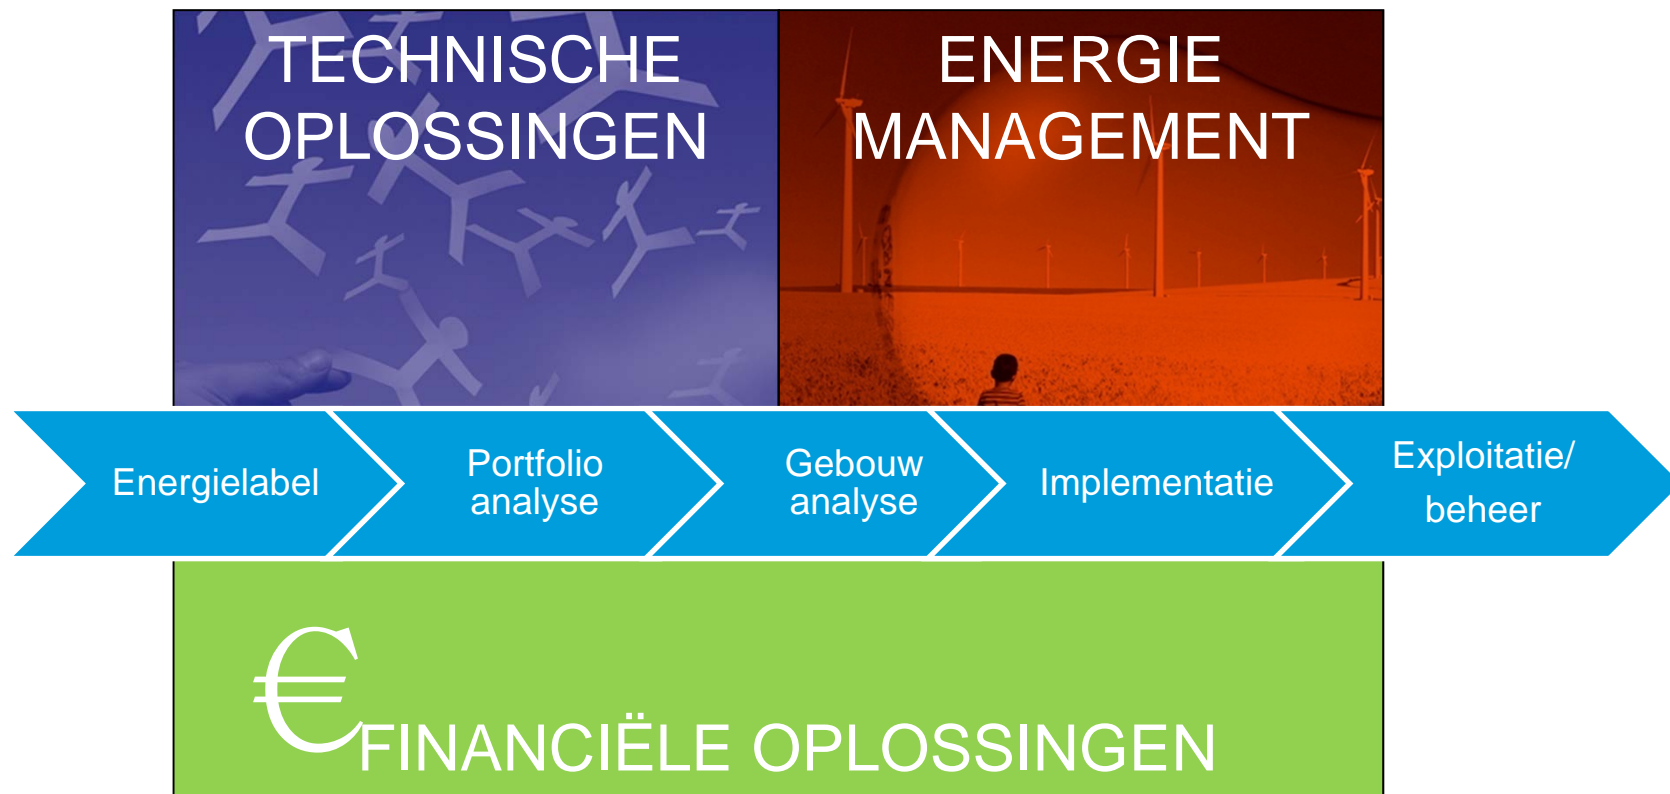 TECHNISCHE
OPLOSSINGEN
ENERGIE
MANAGEMENT
Energielabel
Portfolio
analyse
Gebouw
analyse
Implementatie
Exploitatie/
beheer
€FINANCIËLE OPLOSSINGEN